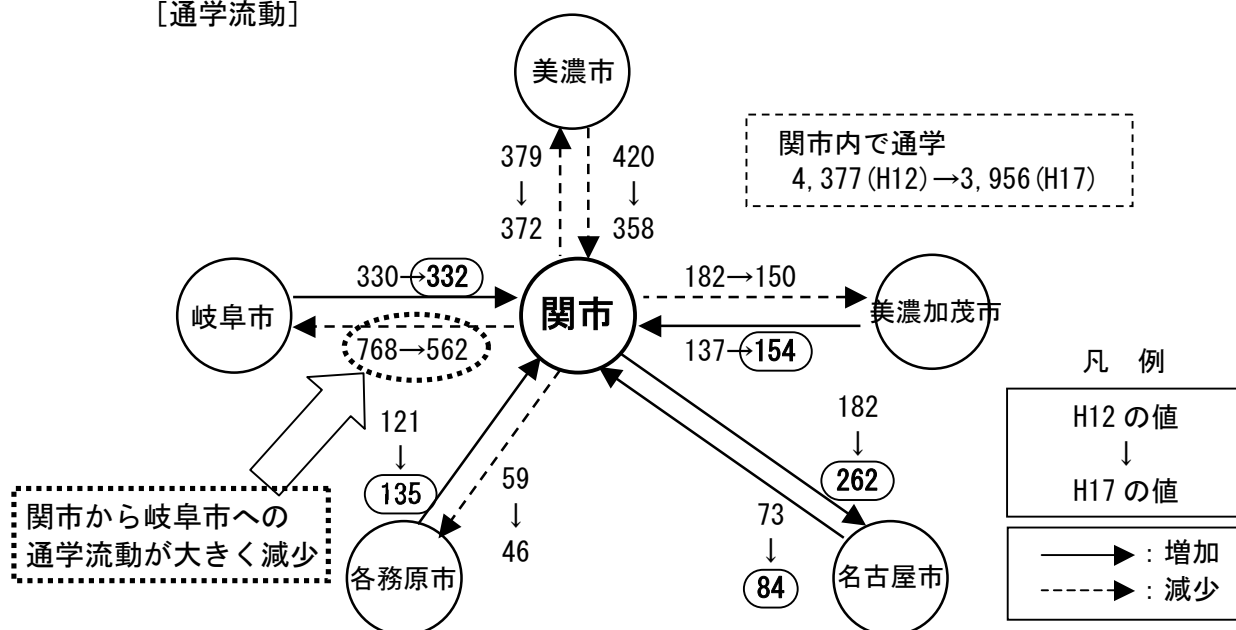 [通学流動]
美濃市
379
↓
372
420
↓
358
関市内で通学
4,377(H12)→3,956(H17)
岐阜市
330→332
768→562
関市
182→150
137→154
美濃加茂市
121
↓
135
59
↓
46
各務原市
182
↓
262
73
↓
84
名古屋市
関市から岐阜市への
通学流動が大きく減少
凡 例
H12の値
↓
H17の値
：増加
：減少